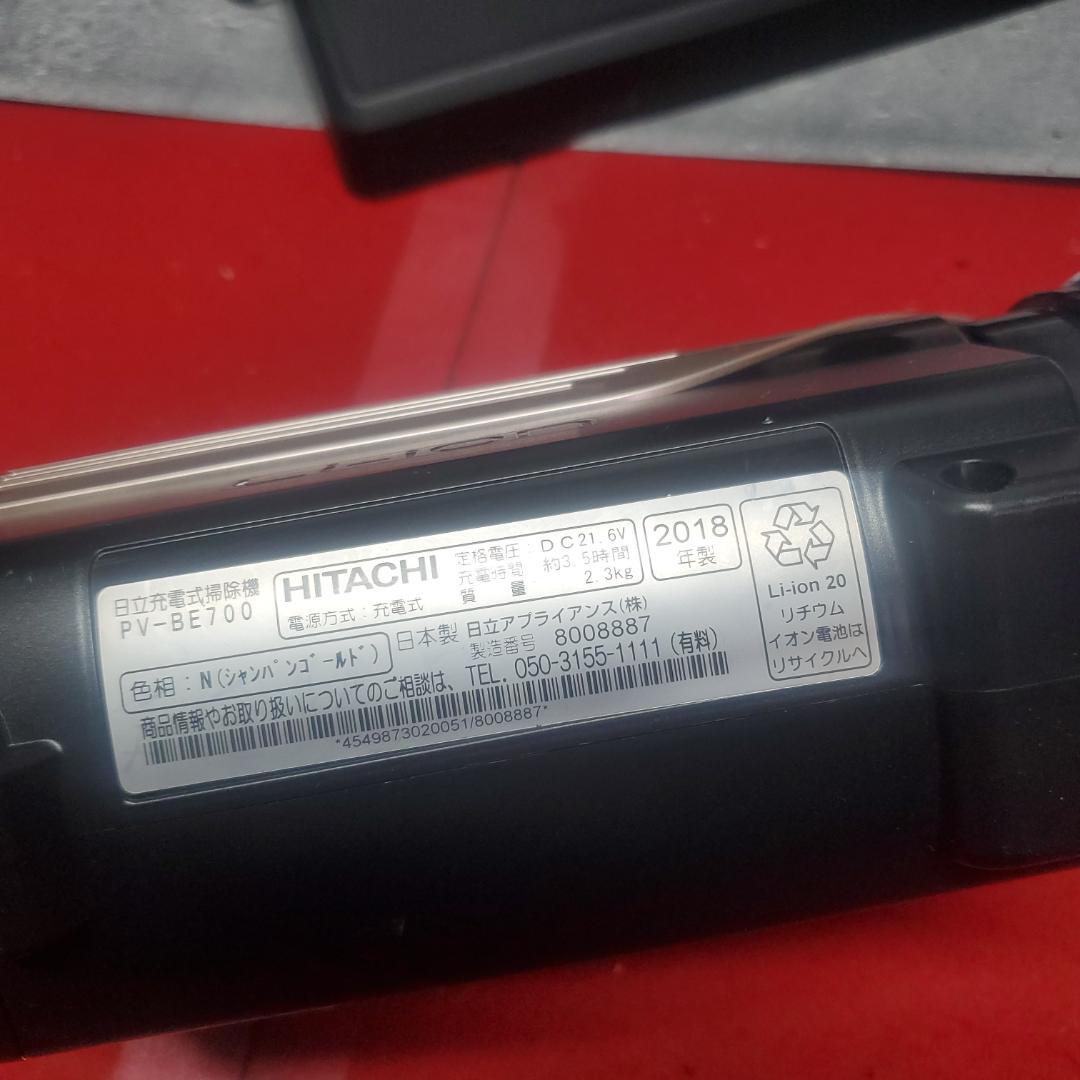 Li-ion
日立充電式掃除機
PV-BE700
HITACHI
電源方式:充電式
定格電圧:DC21.6V
充電時間 約3.5時間
質量 2.3kg
2018
年製
色相:N(シャンパンゴールド)
日本製 日立アプライアンス(株)
製造番号 8008887
商品情報やお取り扱いについてのご相談は、TEL. 050-3155-1111(有料)
*4549873020051/8008887*
Li-ion 20
リチウム
イオン電池は
リサイクルへ